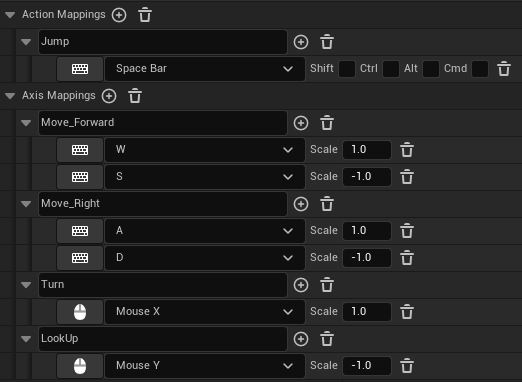 Action Mappings
Jump
Space Bar Shift Ctrl Alt Cmd
Axis Mappings
Move_Forward
W Scale 1.0
S Scale -1.0
Move_Right
A Scale 1.0
D Scale -1.0
Turn
Mouse X Scale 1.0
LookUp
Mouse Y Scale -1.0